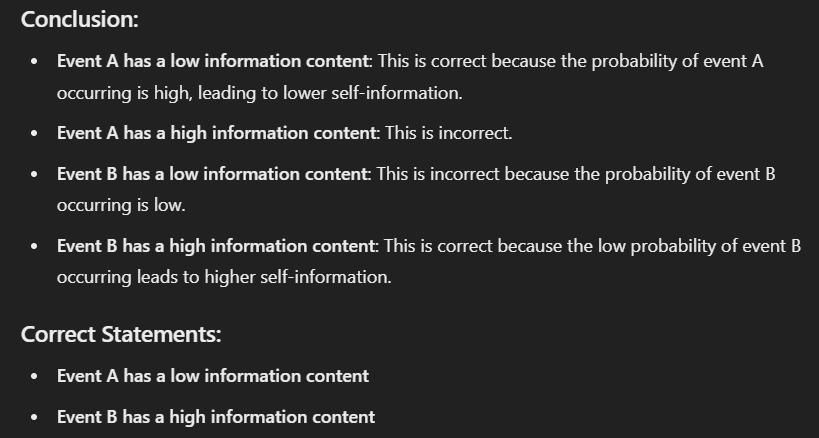 Conclusion:
• Event A has a low information content: This is correct because the probability of event A
occurring is high, leading to lower self-information.
• Event A has a high information content: This is incorrect.
• Event B has a low information content: This is incorrect because the probability of event B
occurring is low.
• Event B has a high information content: This is correct because the low probability of event B
occurring leads to higher self-information.
Correct Statements:
• Event A has a low information content
• Event B has a high information content